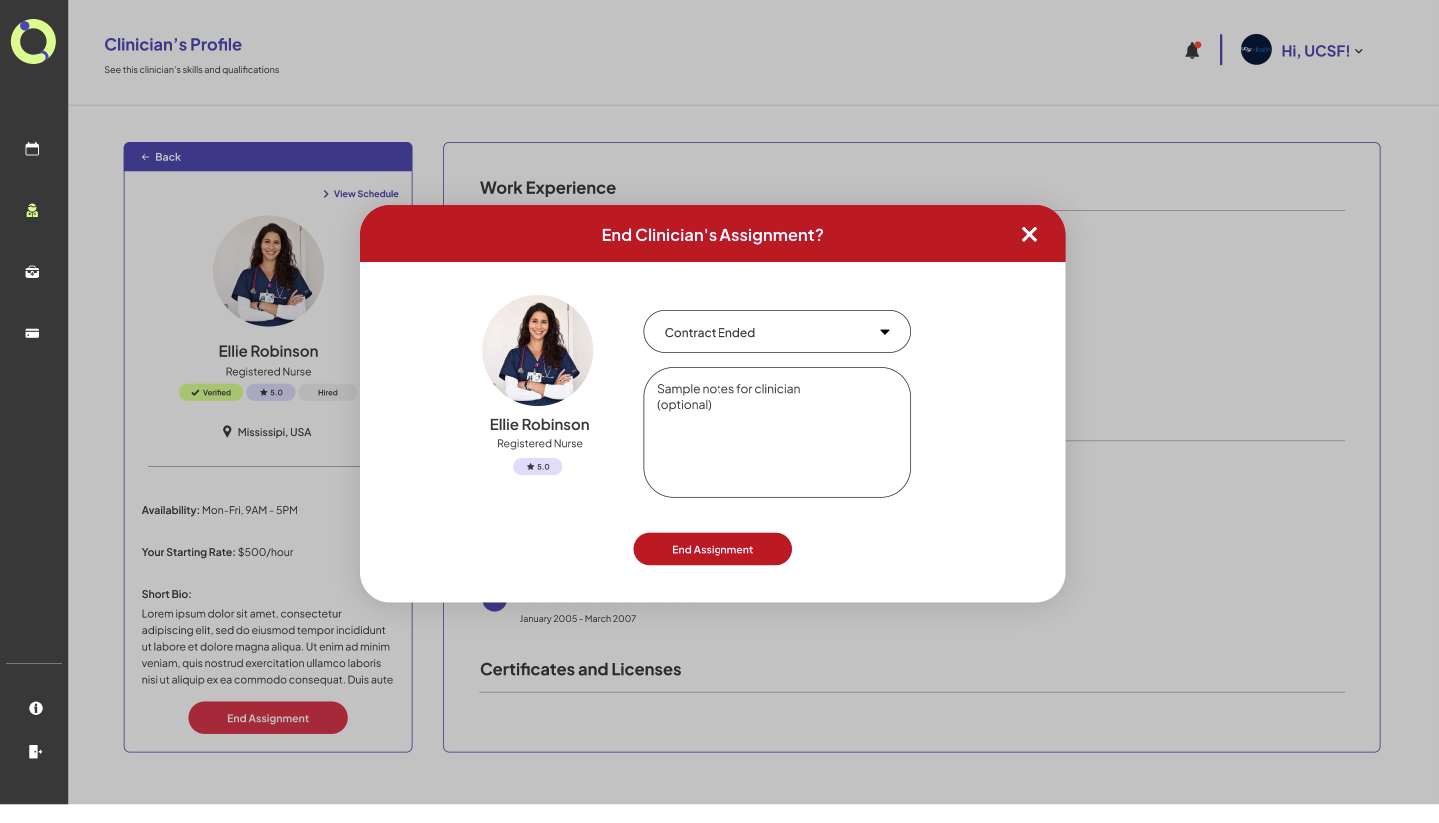 Clinician's Profile
See this clinician's skills and qualifications
Hi, UCSF!
← Back
View Schedule
Ellie Robinson
Registered Nurse
Verified
5.0
Hired
Mississipi, USA
Availability: Mon-Fri, 9AM - 5PM
Your Starting Rate: $500/hour
Short Bio:
Lorem ipsum dolor sit amet, consectetur
adipiscing elit, sed do eiusmod tempor incididunt
ut labore et dolore magna aliqua. Ut enim ad minim
veniam, quis nostrud exercitation ullamco laboris
nisi ut aliquip ex ea commodo consequat. Duis aute
End Assignment
Work Experience
End Clinician's Assignment?
Ellie Robinson
Registered Nurse
5.0
Contract Ended
Sample notes for clinician
(optional)
End Assignment
January 2005 - March 2007
Certificates and Licenses